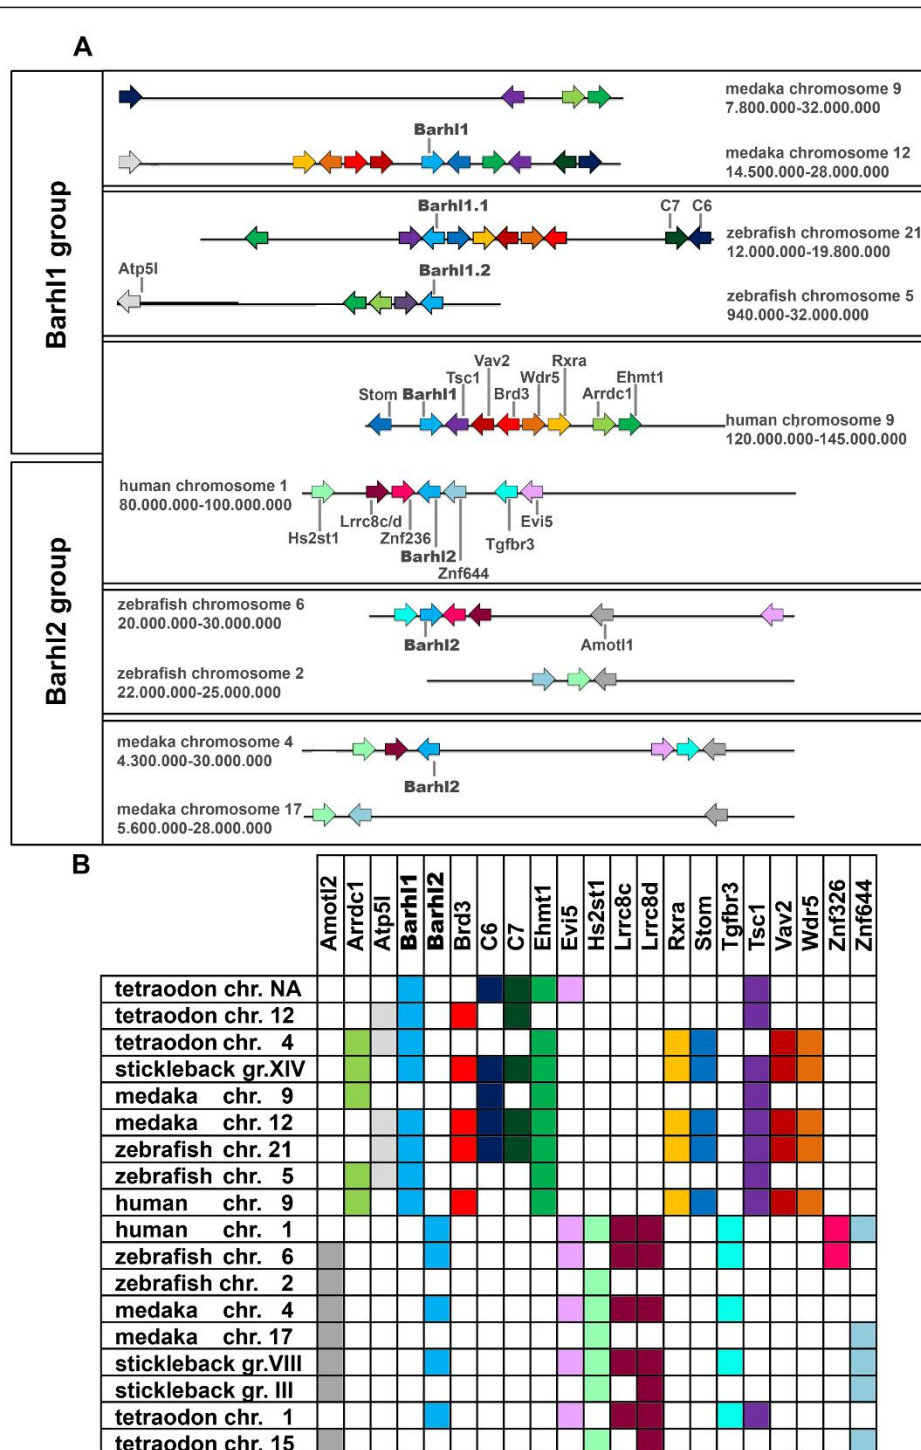 A
Barhl1 group
medaka chromosome 9
7.800.000-32.000.000
Barhl1
medaka chromosome 12
14.500.000-28.000.000
Barhl1.1
C7 C6
zebrafish chromosome 21
12.000.000-19.800.000
Atp5l
Barhl1.2
zebrafish chromosome 5
940.000-32.000.000
Vav2 Rxra
Tsc1 Wdr5 Ehmt1
Stom Barhl1 Brd3 Arrdc1
human chromosome 9
120.000.000-145.000.000
Barhl2 group
human chromosome 1
80.000.000-100.000.000
Lrrc8c/d Evi5
Hs2st1 Znf236 Tgfbr3
Barhl2
Znf644
zebrafish chromosome 6
20.000.000-30.000.000
Barhl2 Amotl1
zebrafish chromosome 2
22.000.000-25.000.000
medaka chromosome 4
4.300.000-30.000.000
Barhl2
medaka chromosome 17
5.600.000-28.000.000
B
Amotl2
Arrdc1
Atp5l
Barhl1
Barhl2
Brd3
C6
C7
Ehmt1
Evi5
Hs2st1
Lrrc8c
Lrrc8d
Rxra
Stom
Tgfbr3
Tsc1
Vav2
Wdr5
Znf326
Znf644
tetraodon chr. NA
tetraodon chr. 12
tetraodon chr. 4
stickleback gr.XIV
medaka chr. 9
medaka chr. 12
zebrafish chr. 21
zebrafish chr. 5
human chr. 9
human chr. 1
zebrafish chr. 6
zebrafish chr. 2
medaka chr. 4
medaka chr. 17
stickleback gr.VIII
stickleback gr. III
tetraodon chr. 1
tetraodon chr. 15